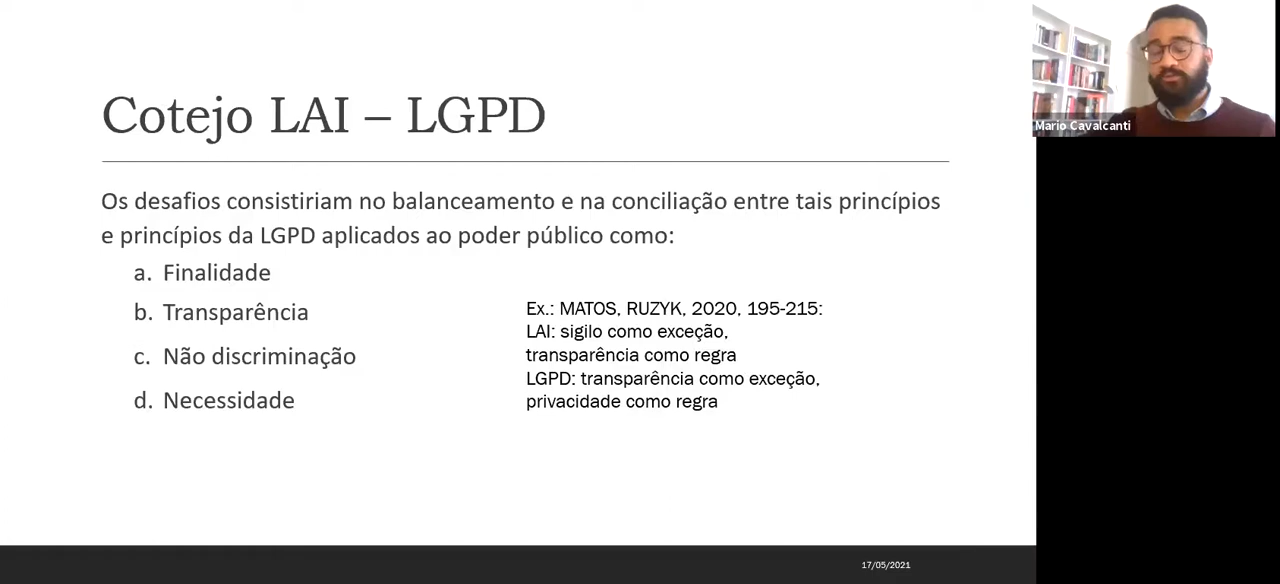 Cotejo LAI – LGPD
Os desafios consistiriam no balanceamento e na conciliação entre tais princípios
e princípios da LGPD aplicados ao poder público como:
a. Finalidade
b. Transparência
c. Não discriminação
d. Necessidade
Ex.: MATOS, RUZYK, 2020, 195-215:
LAI: sigilo como exceção,
transparência como regra
LGPD: transparência como exceção,
privacidade como regra
17/05/2021
Mario Cavalcanti